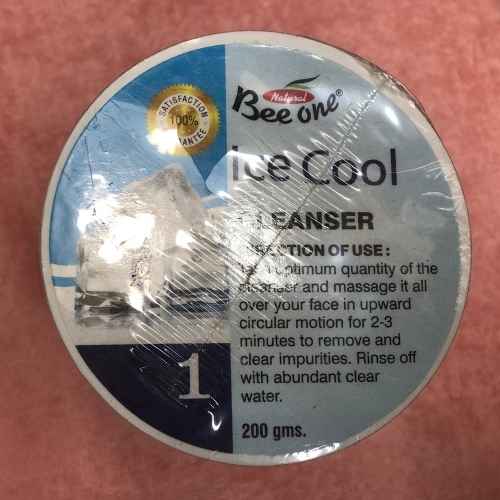 SATISFACTION
100%
Natural
Bee one®
ice Cool
CLEANSER
DIRECTION OF USE :
optimum quantity of the
cleanser and massage it all
over your face in upward
circular motion for 2-3
minutes to remove and
clear impurities. Rinse off
with abundant clear
water.
1
200 gms.